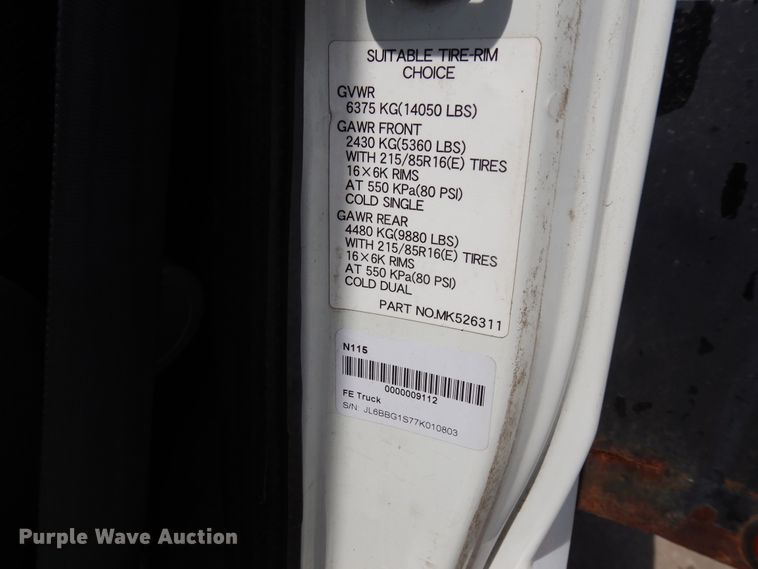 SUITABLE TIRE-RIM
CHOICE
GVWR
6375 KG(14050 LBS)
GAWR FRONT
2430 KG(5360 LBS)
WITH 215/85R16(E) TIRES
16×6K RIMS
AT 550 KPa(80 PSI)
COLD SINGLE
GAWR REAR
4480 KG(9880 LBS)
WITH 215/85R16(E) TIRES
16×6K RIMS
AT 550 KPa(80 PSI)
COLD DUAL
PART NO.MK526311
N115
0000009112
FE Truck
S/N: JL6BBG1S77K010803
Purple Wave Auction